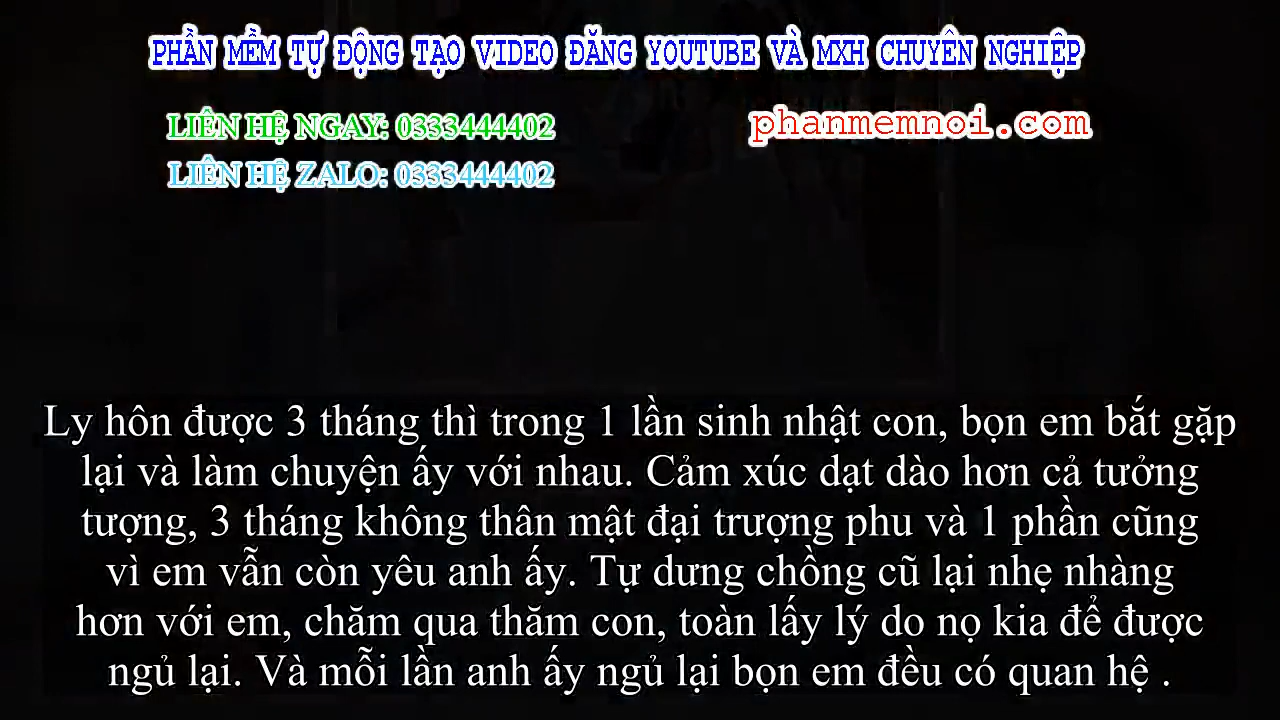 PHẦN MỀM TỰ ĐỘNG TẠO VIDEO ĐĂNG YOUTUBE VÀ MXH CHUYÊN NGHIỆP
LIÊN HỆ NGAY: 0333444402
phanmemnoi.com
LIÊN HỆ ZALO: 0333444402
Ly hôn được 3 tháng thì trong 1 lần sinh nhật con, bọn em bắt gặp
lại và làm chuyện ấy với nhau. Cảm xúc dạt dào hơn cả tưởng
tượng, 3 tháng không thân mật đại trượng phu và 1 phần cũng
vì em vẫn còn yêu anh ấy. Tự dưng chồng cũ lại nhẹ nhàng
hơn với em, chăm qua thăm con, toàn lấy lý do nọ kia để được
ngủ lại. Và mỗi lần anh ấy ngủ lại bọn em đều có quan hệ .